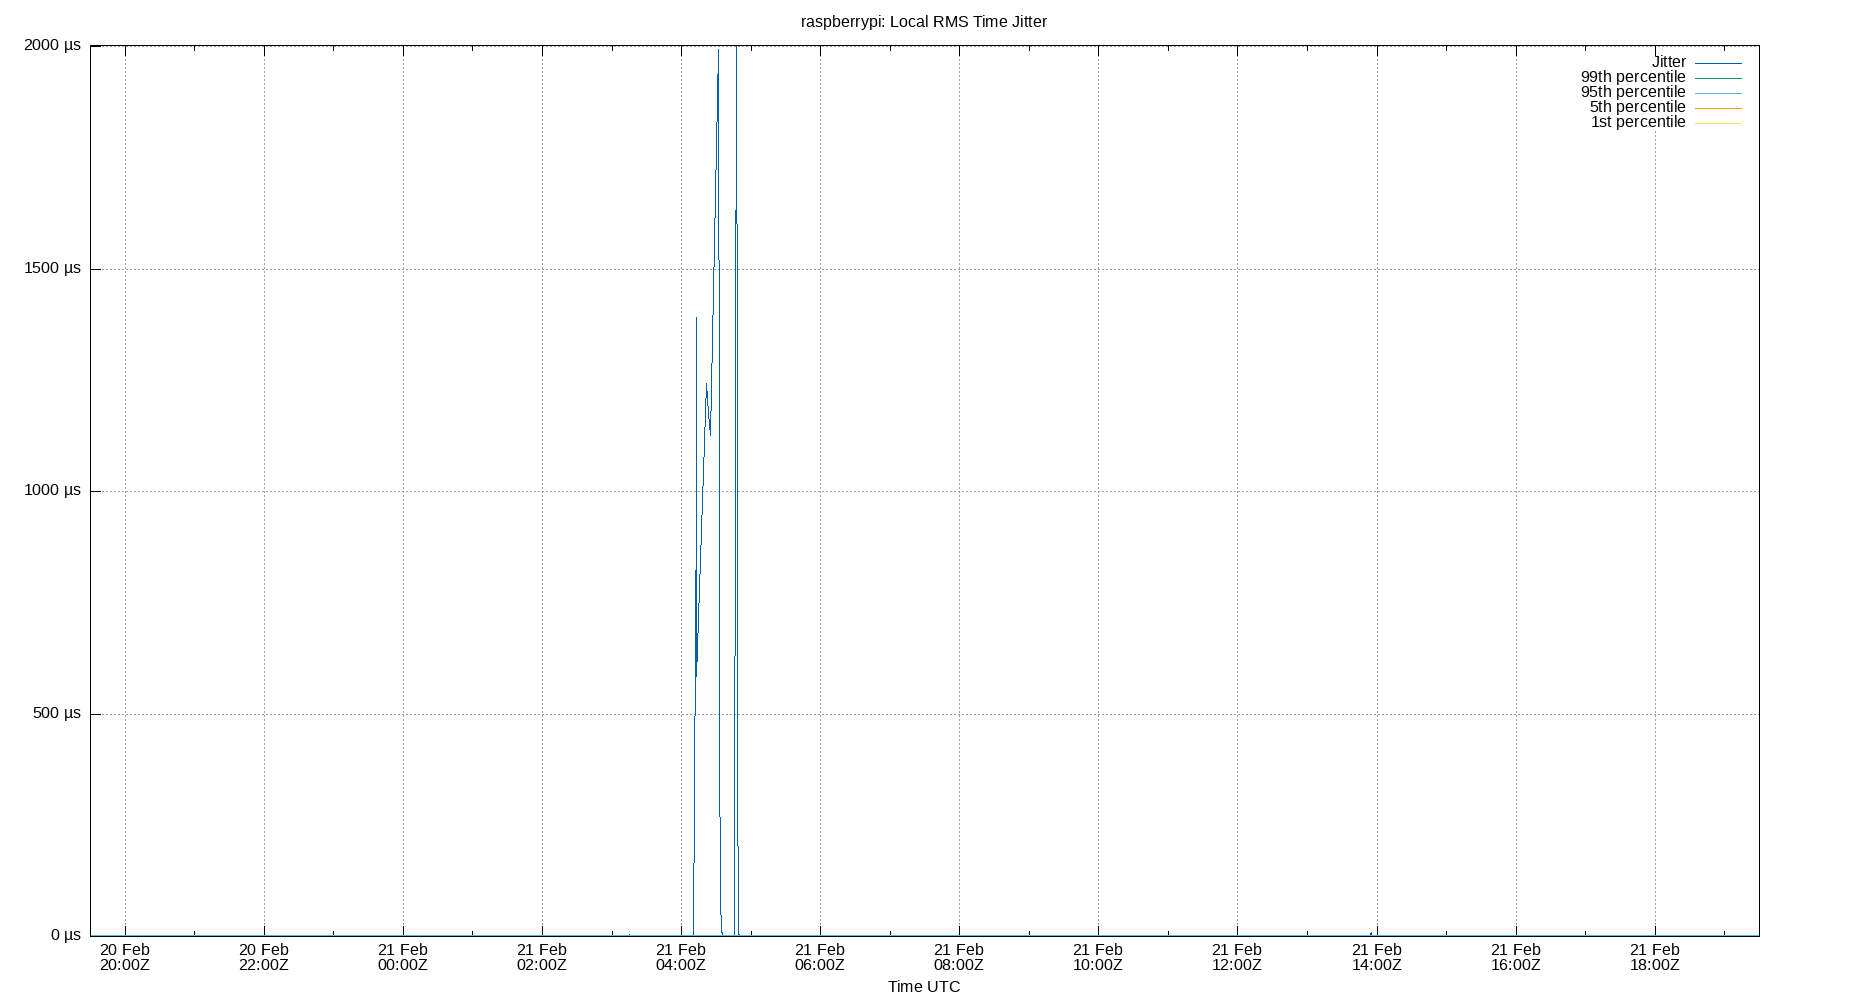 raspberrypi: Local RMS Time Jitter
2000 µs
1500 µs
1000 µs
500 µs
0 µs
Jitter
99th percentile
95th percentile
5th percentile
1st percentile
20 Feb 20 Feb 21 Feb 21 Feb 21 Feb 21 Feb 21 Feb 21 Feb 21 Feb 21 Feb 21 Feb 21 Feb
20:00Z 22:00Z 00:00Z 02:00Z 04:00Z 06:00Z 08:00Z 10:00Z 12:00Z 14:00Z 16:00Z 18:00Z
Time UTC